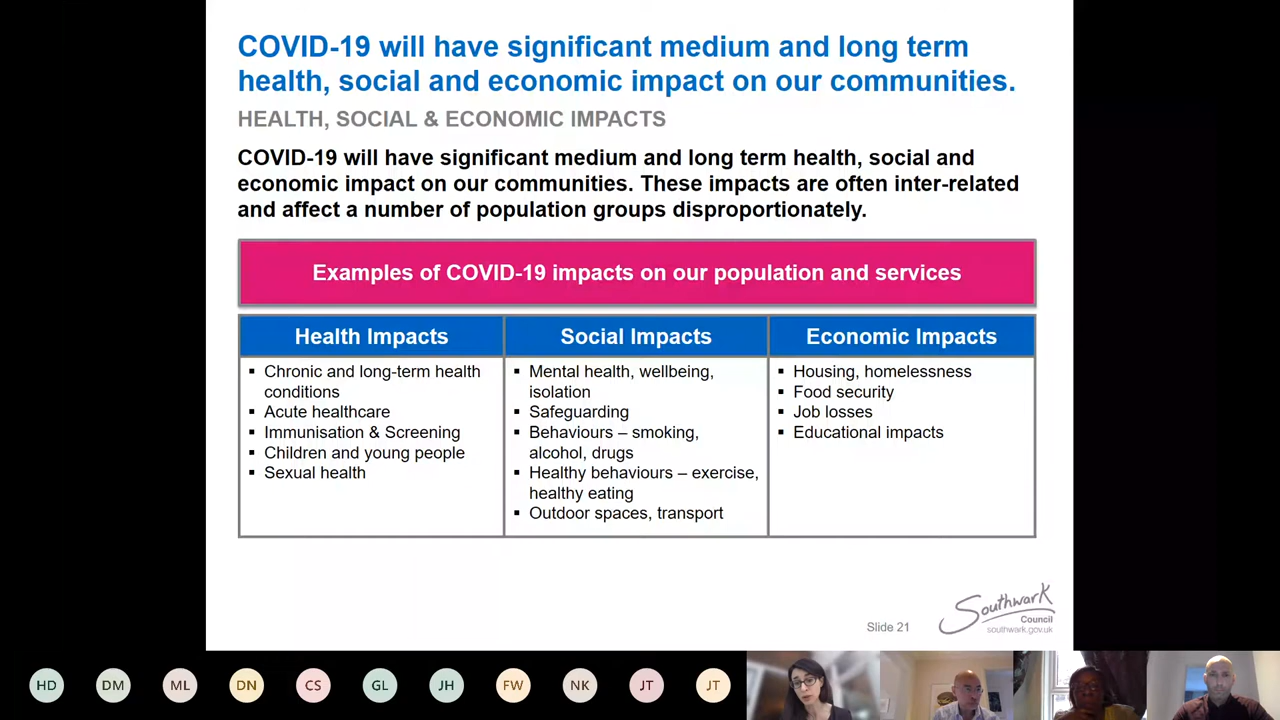 COVID-19 will have significant medium and long term
health, social and economic impact on our communities.
HEALTH, SOCIAL & ECONOMIC IMPACTS
COVID-19 will have significant medium and long term health, social and
economic impact on our communities. These impacts are often inter-related
and affect a number of population groups disproportionately.
Examples of COVID-19 impacts on our population and services
Health Impacts
▪ Chronic and long-term health
conditions
▪ Acute healthcare
▪ Immunisation & Screening
▪ Children and young people
▪ Sexual health
Social Impacts
▪ Mental health, wellbeing,
isolation
▪ Safeguarding
▪ Behaviours – smoking,
alcohol, drugs
▪ Healthy behaviours – exercise,
healthy eating
▪ Outdoor spaces, transport
Economic Impacts
▪ Housing, homelessness
▪ Food security
▪ Job losses
▪ Educational impacts
Slide 21
Southwark
Council
southwark.gov.uk
HD DM ML DN CS GL JH FW NK JT JT